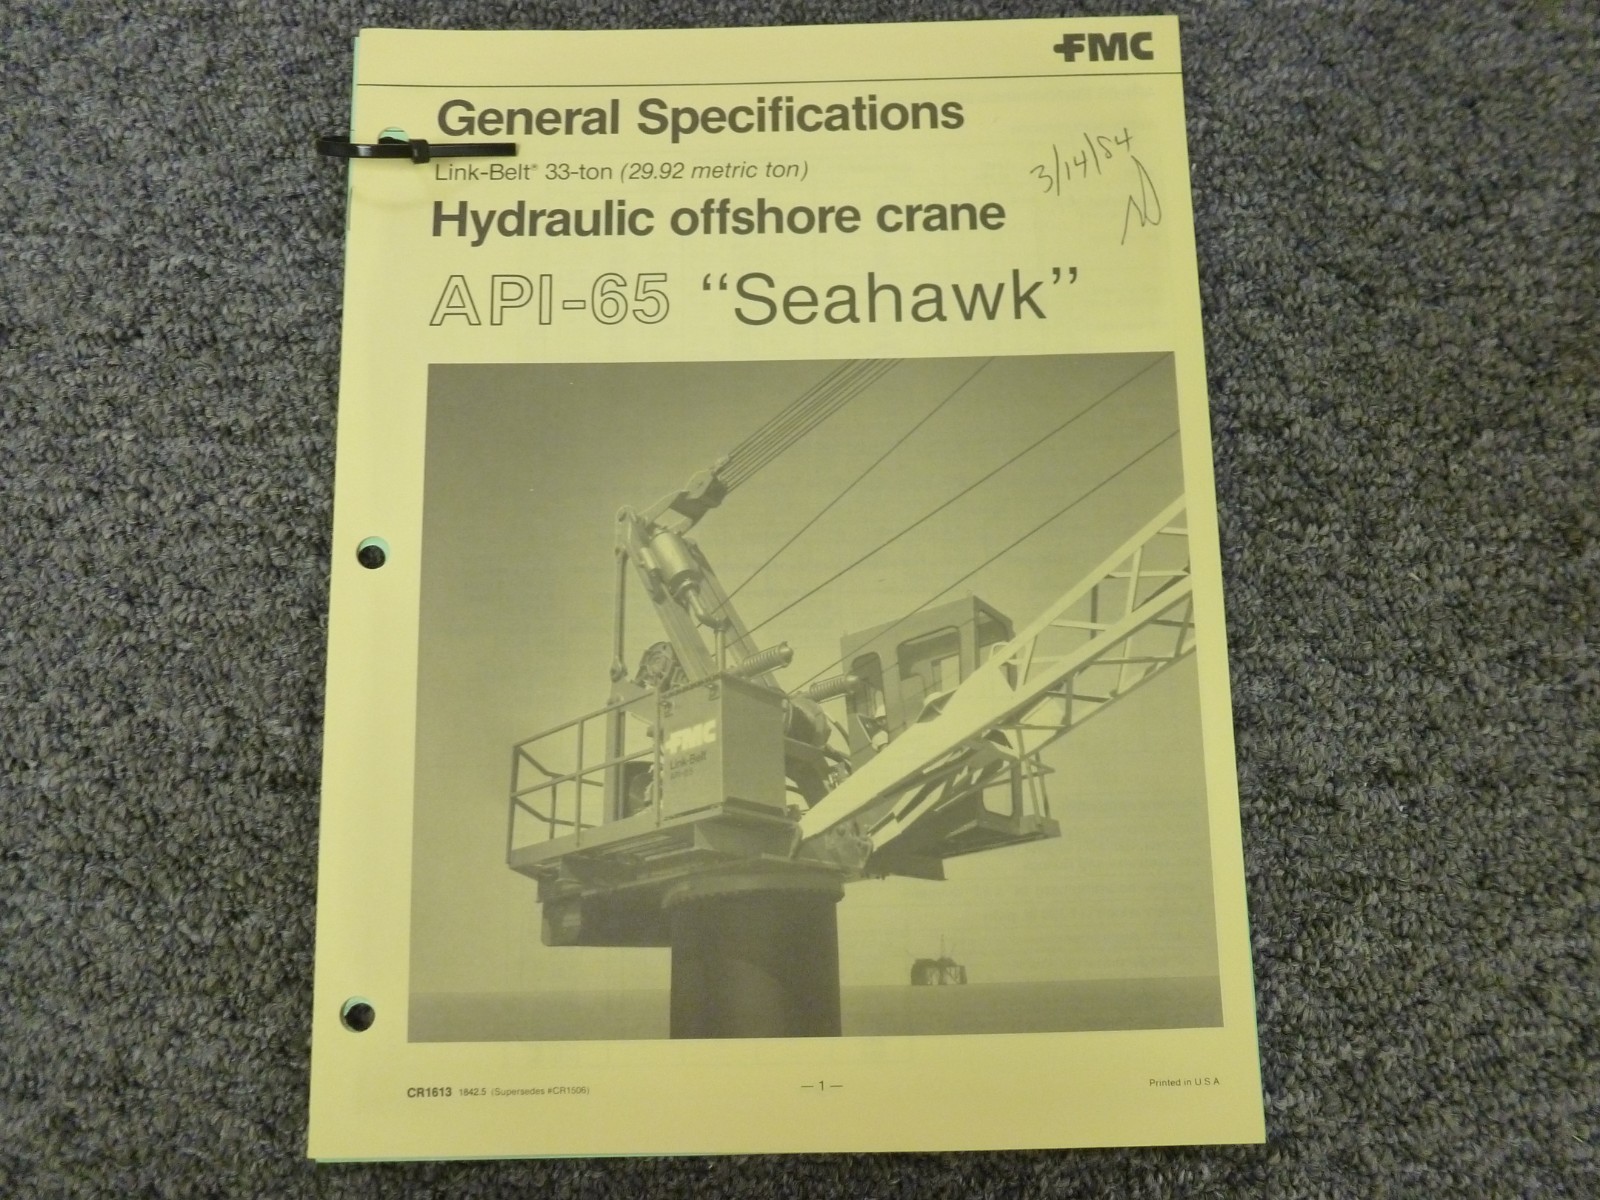 FMC
General Specifications
Link-Belt® 33-ton (29.92 metric ton)
3/14/84
Hydraulic offshore crane
API-65 “Seahawk”
FMC
Link-Belt
CR1613 1842.5 (Supersedes #CR1506)
— 1 —
Printed in U S A